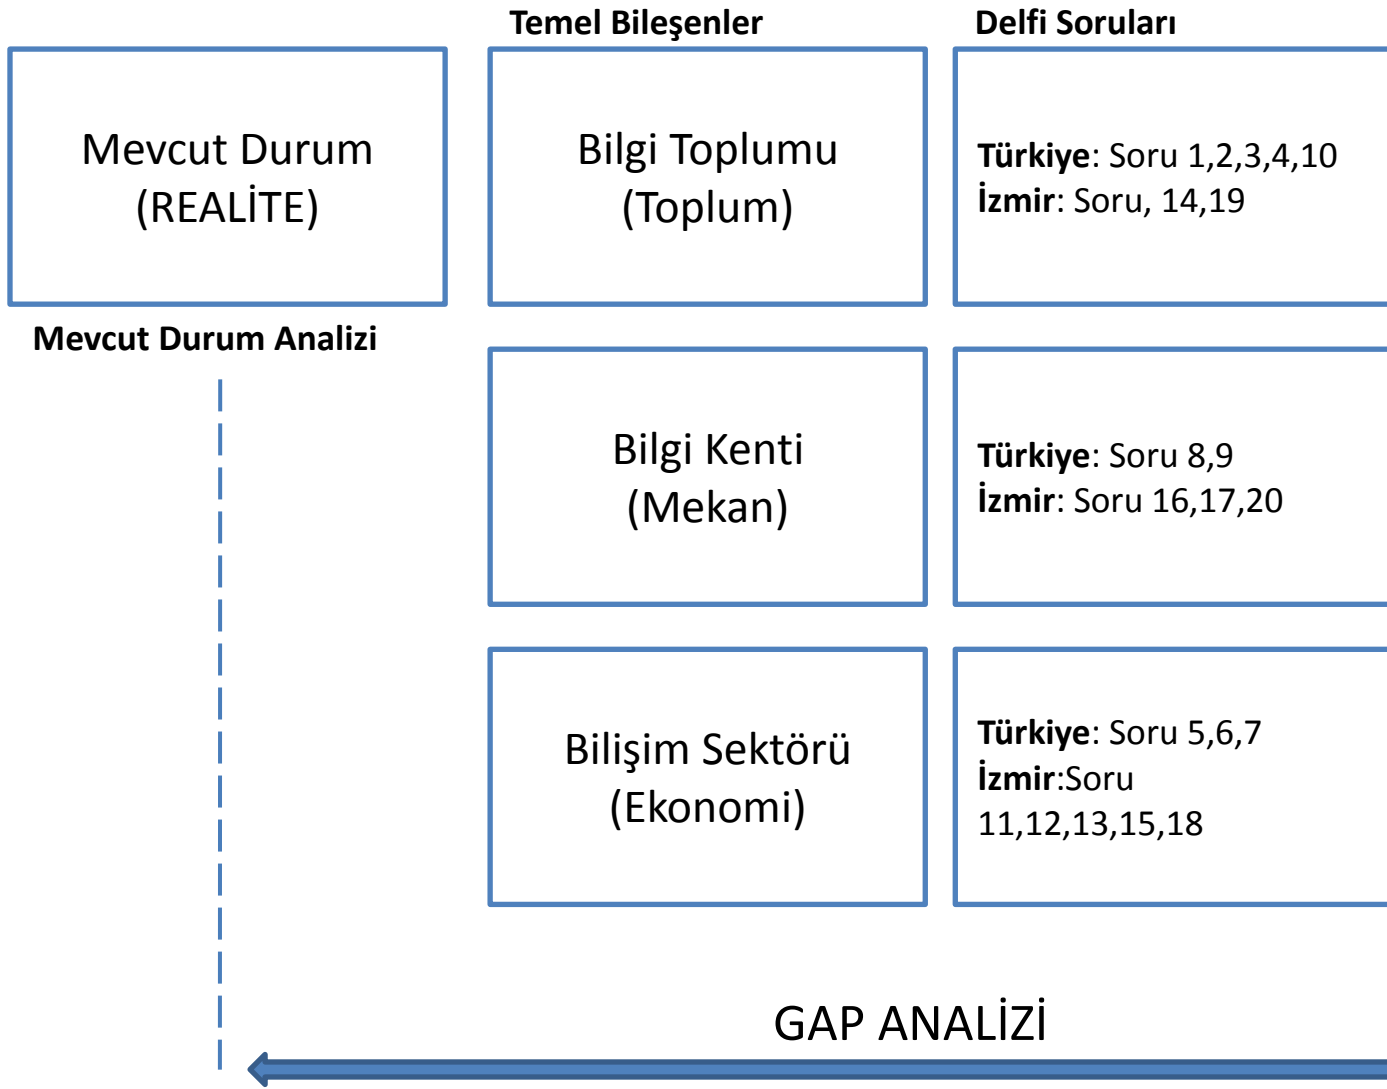 Temel Bileşenler
Delfi Soruları
Mevcut Durum
(REALİTE)
Bilgi Toplumu
(Toplum)
Türkiye: Soru 1,2,3,4,10
İzmir: Soru, 14,19
Mevcut Durum Analizi
Bilgi Kenti
(Mekan)
Türkiye: Soru 8,9
İzmir: Soru 16,17,20
Bilişim Sektörü
(Ekonomi)
Türkiye: Soru 5,6,7
İzmir:Soru
11,12,13,15,18
GAP ANALİZİ